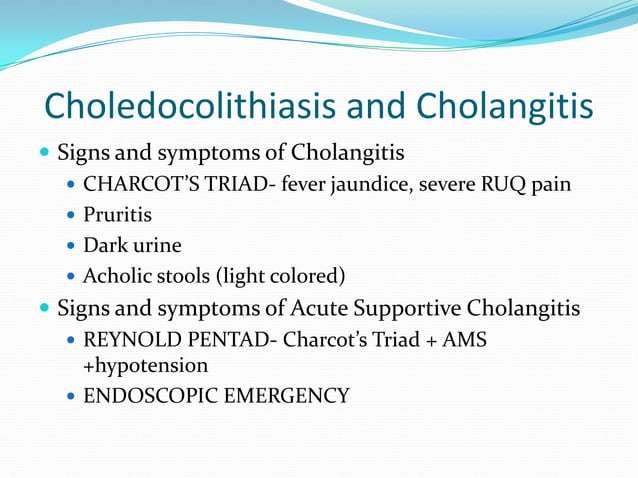 Choledocolithiasis and Cholangitis
• Signs and symptoms of Cholangitis
• CHARCOT'S TRIAD- fever jaundice, severe RUQ pain
• Pruritis
• Dark urine
• Acholic stools (light colored)
• Signs and symptoms of Acute Supportive Cholangitis
• REYNOLD PENTAD- Charcot's Triad + AMS
+hypotension
• ENDOSCOPIC EMERGENCY